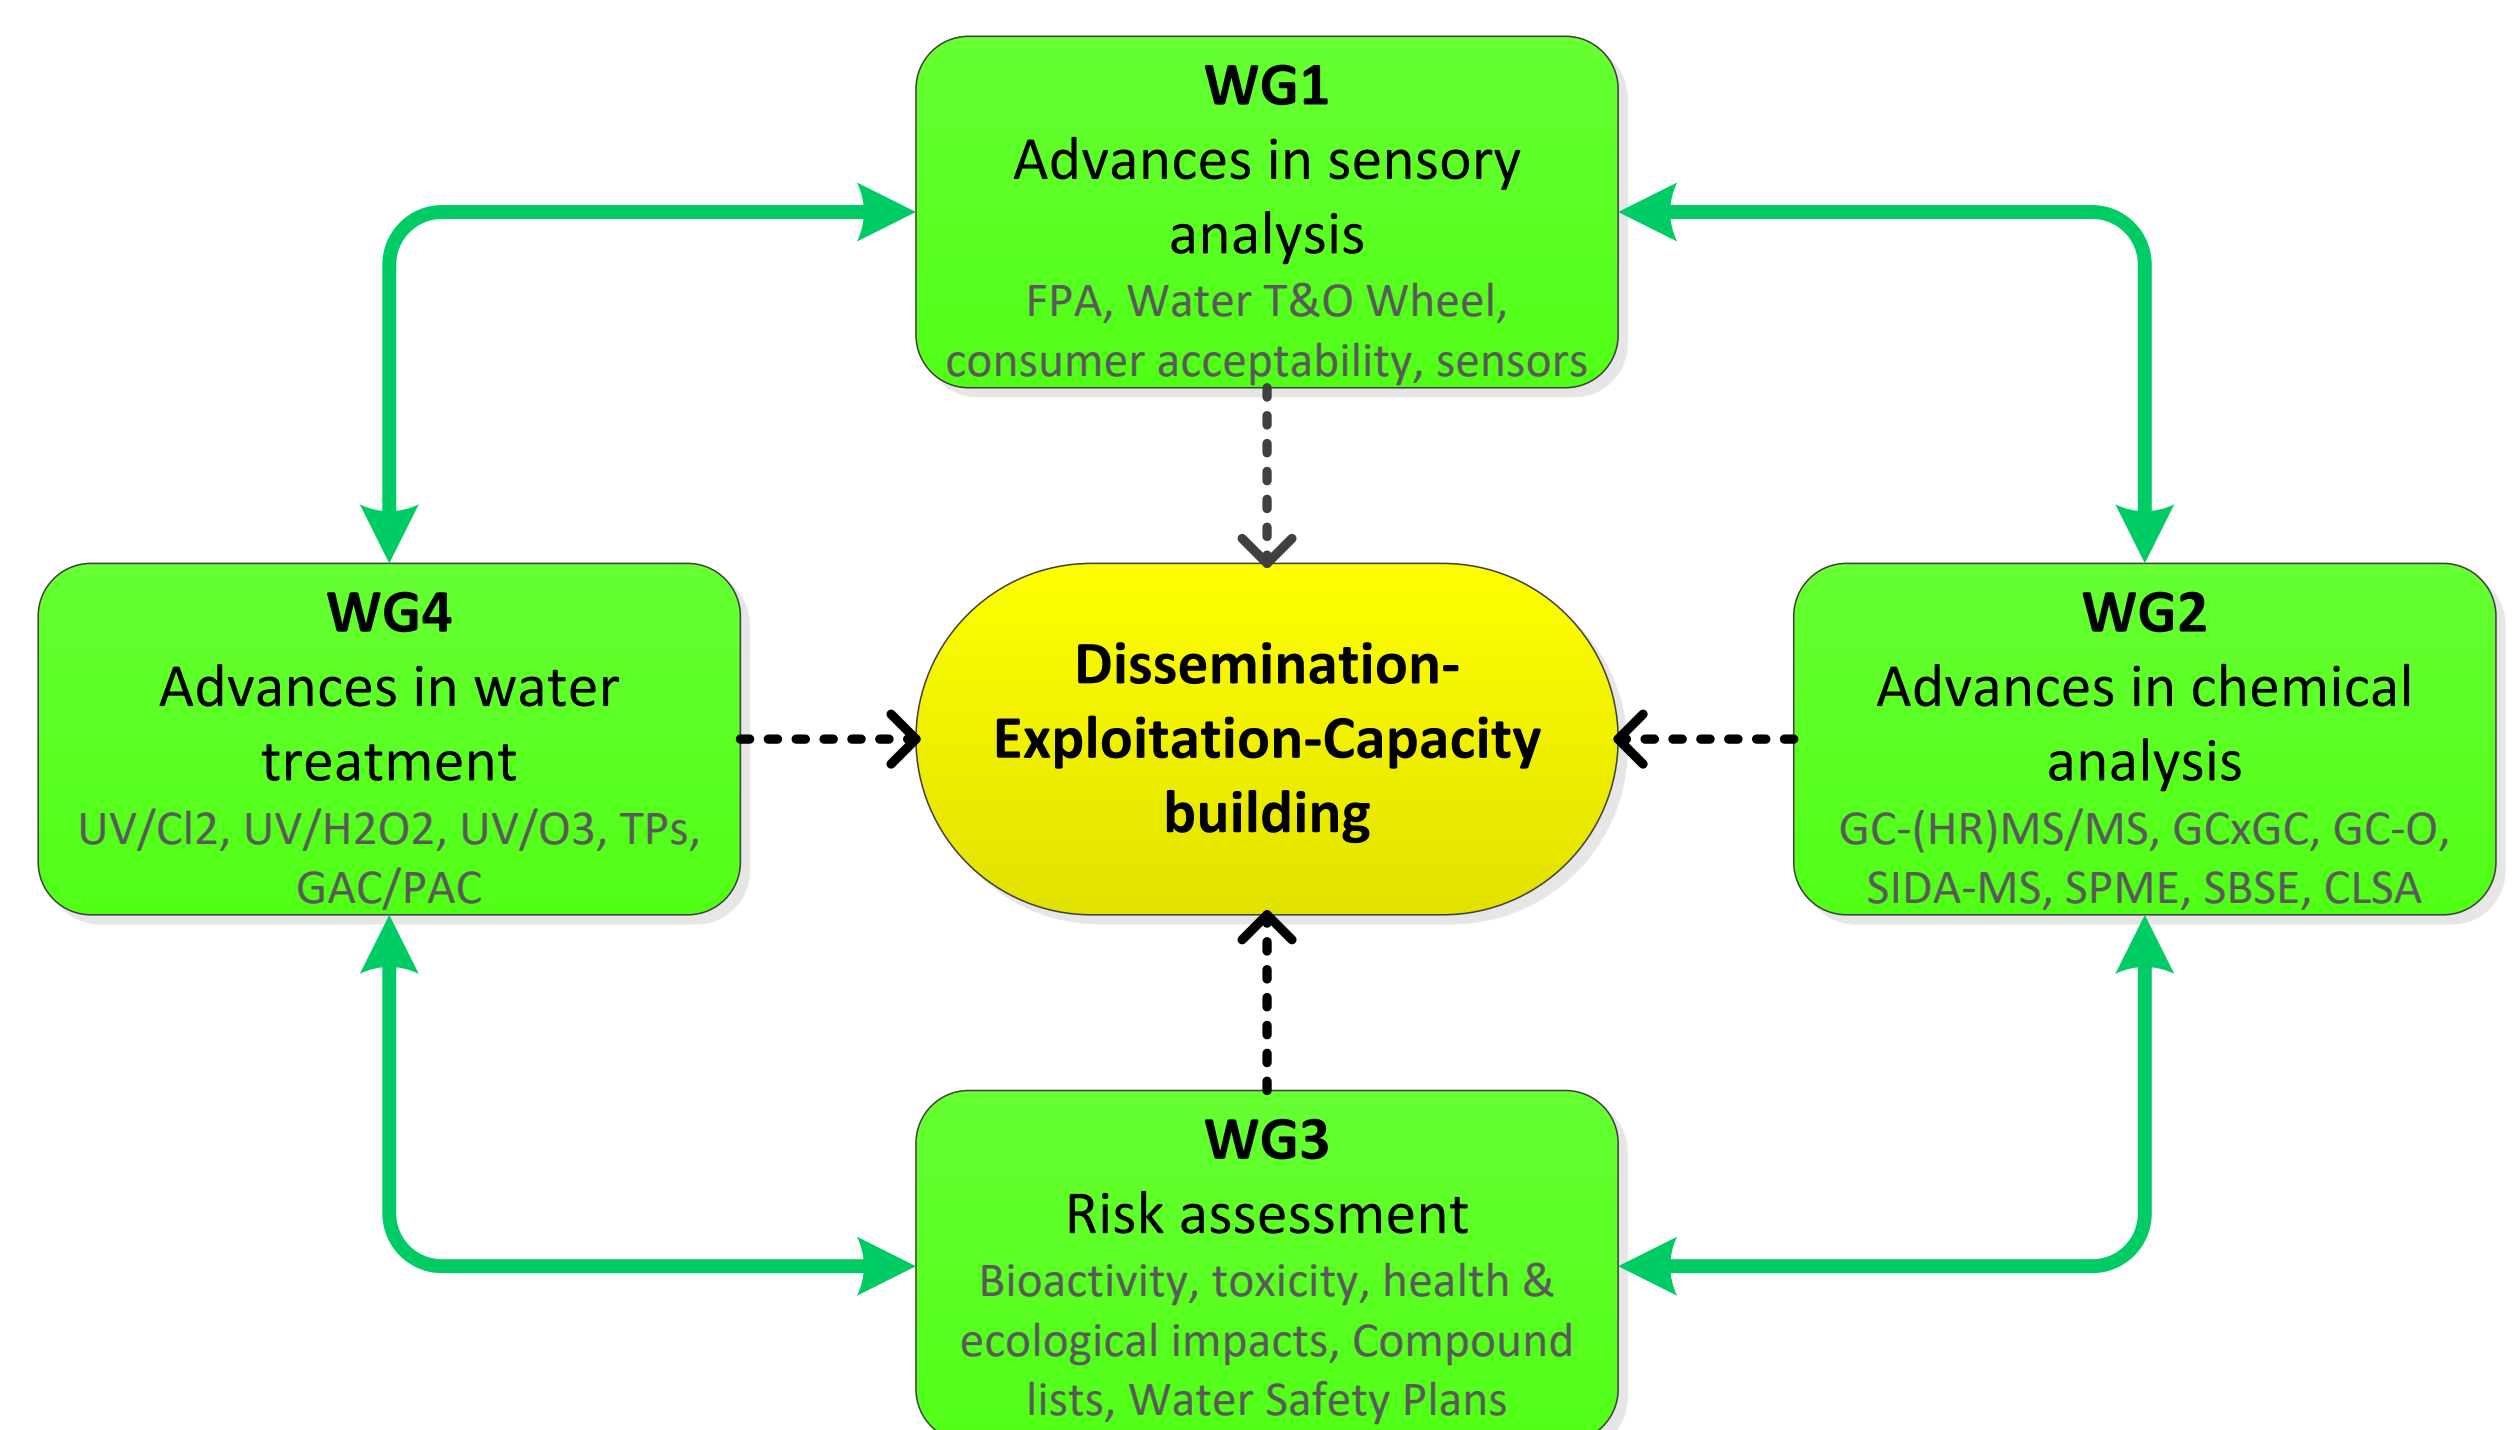 WG1
Advances in sensory
analysis
FPA, Water T&O Wheel,
consumer acceptability, sensors
WG4
Advances in water
treatment
UV/Cl2, UV/H2O2, UV/O3, TPs,
GAC/PAC
Dissemination-
Exploitation-Capacity
building
WG2
Advances in chemical
analysis
GC-(HR)MS/MS, GCxGC, GC-O,
SIDA-MS, SPME, SBSE, CLSA
WG3
Risk assessment
Bioactivity, toxicity, health &
ecological impacts, Compound
lists, Water Safety Plans